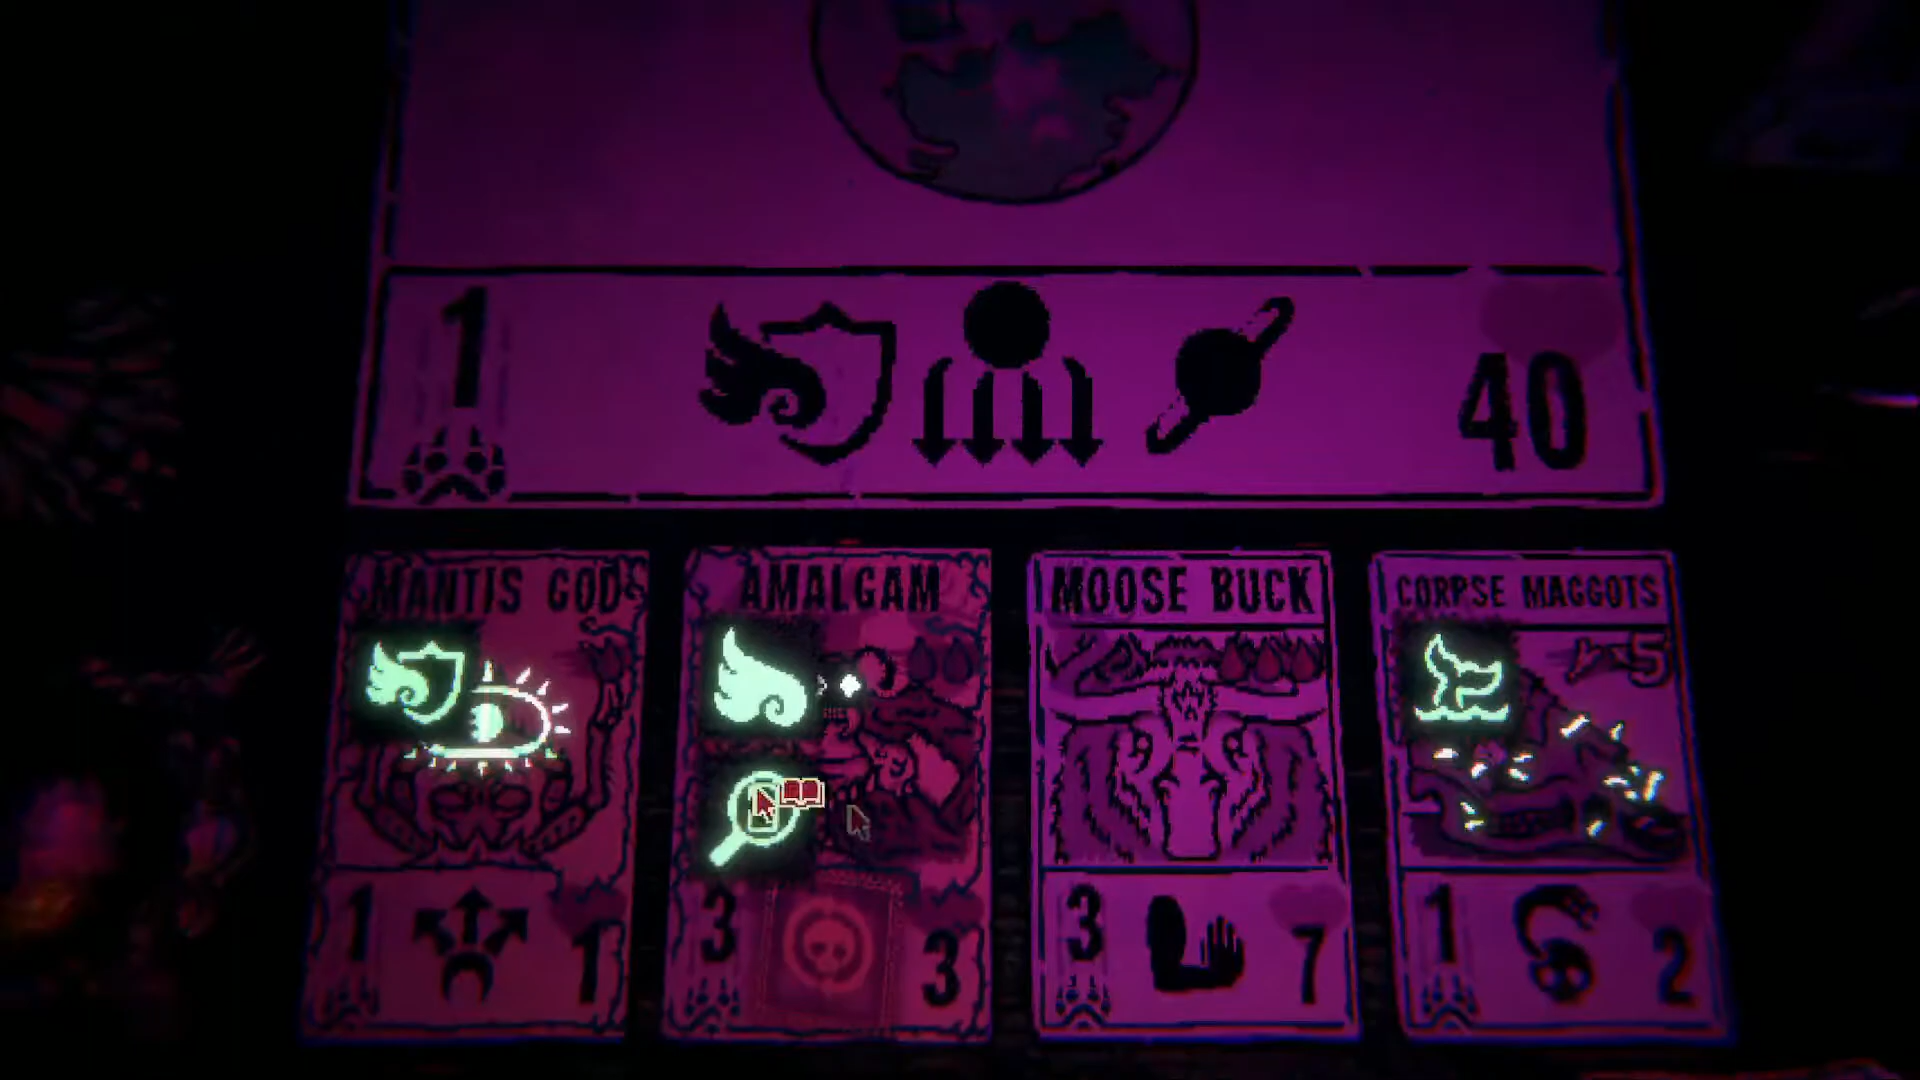 1 40
MANTIS GOD AMALGAM MOOSE BUCK CORPSE MAGGOTS
5
1 1 3 3 3 7 1 2